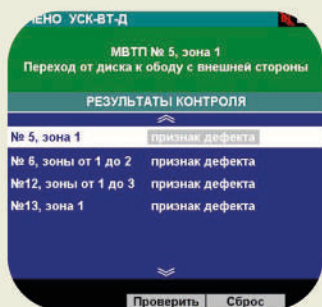 ЧЕНО УСК-ВТ-Д
МВТП № 5, зона 1
Переход от диска к ободу с внешней стороны
РЕЗУЛЬТАТЫ КОНТРОЛЯ
№ 5, зона 1 признак дефекта
№ 6, зоны от 1 до 2 признак дефекта
№12, зоны от 1 до 3 признак дефекта
№13, зона 1 признак дефекта
Проверить Сброс